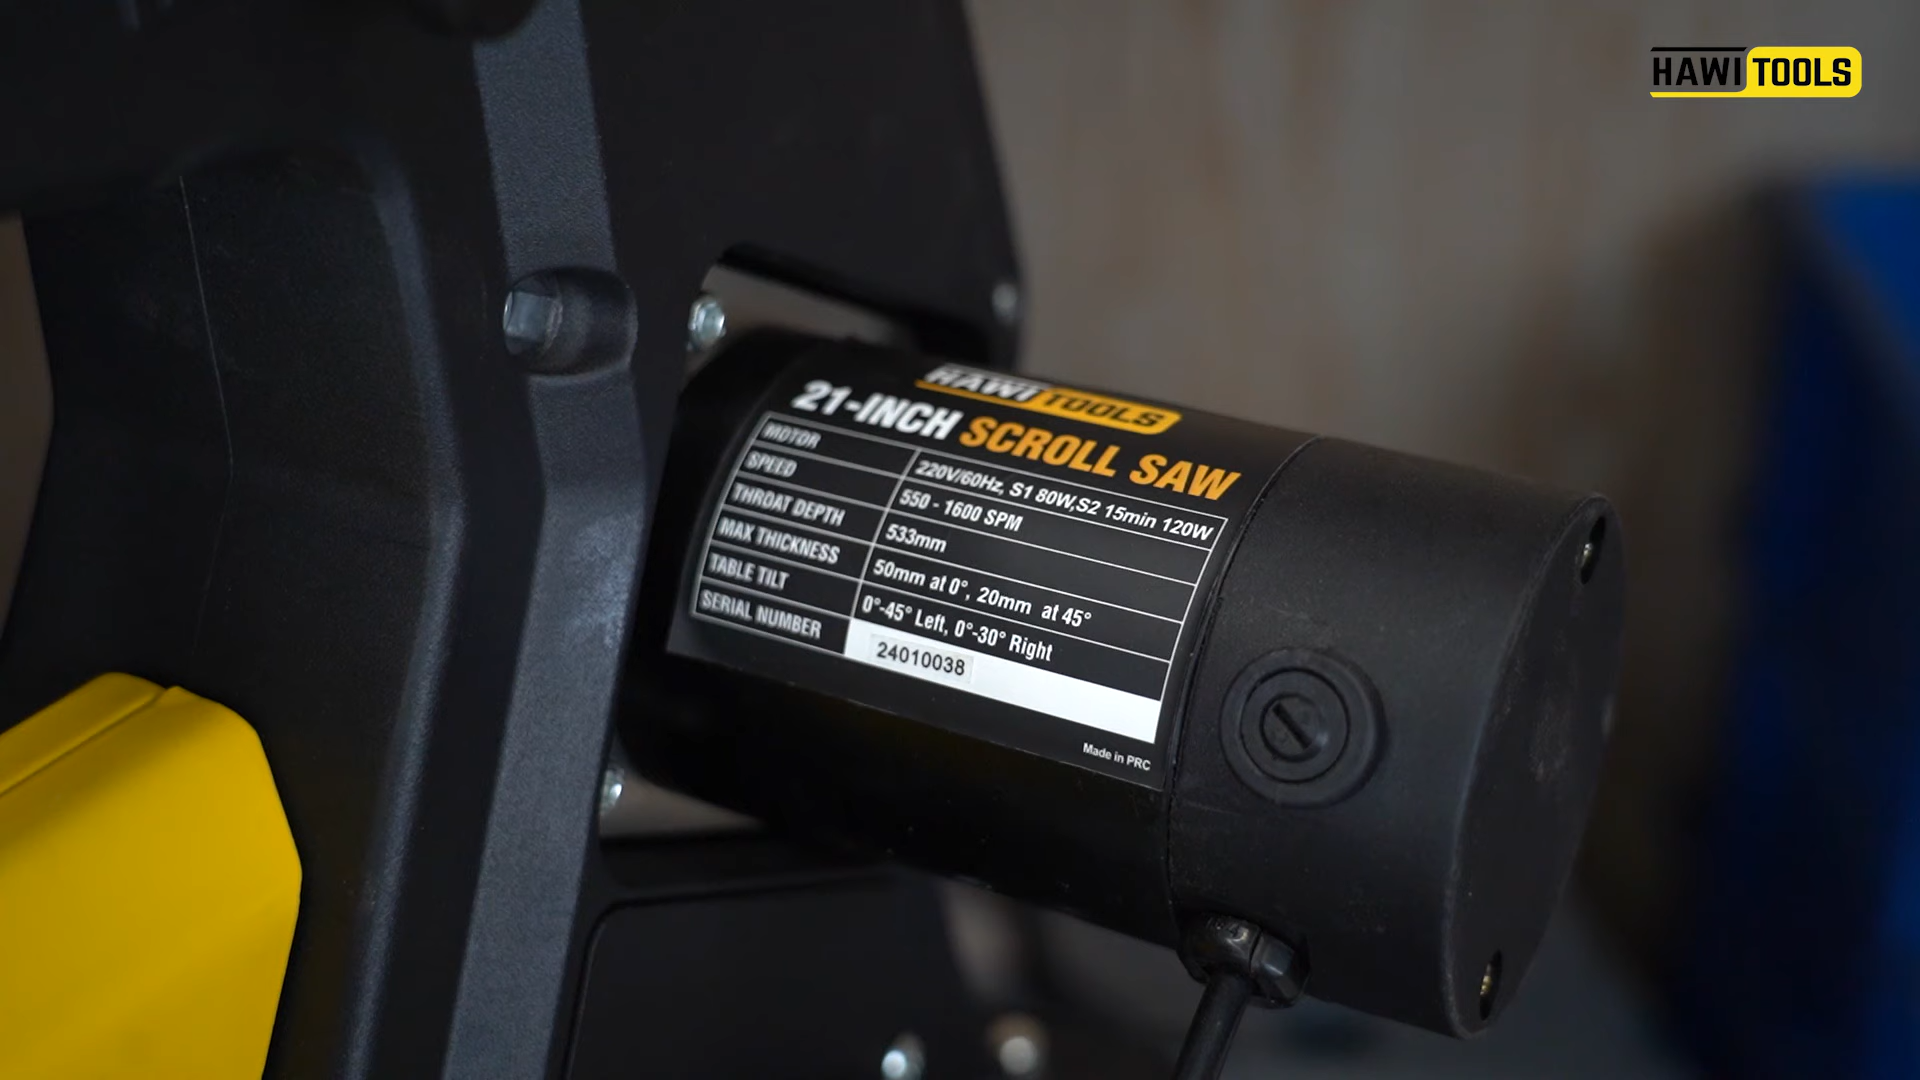 HAWI TOOLS
HAWI TOOLS
21-INCH SCROLL SAW
MOTOR 220V/60Hz, S1 80W,S2 15min 120W
SPEED 550 - 1600 SPM
THROAT DEPTH 533mm
MAX THICKNESS 50mm at 0°, 20mm at 45°
TABLE TILT 0°-45° Left, 0°-30° Right
SERIAL NUMBER 24010038
Made in PRC